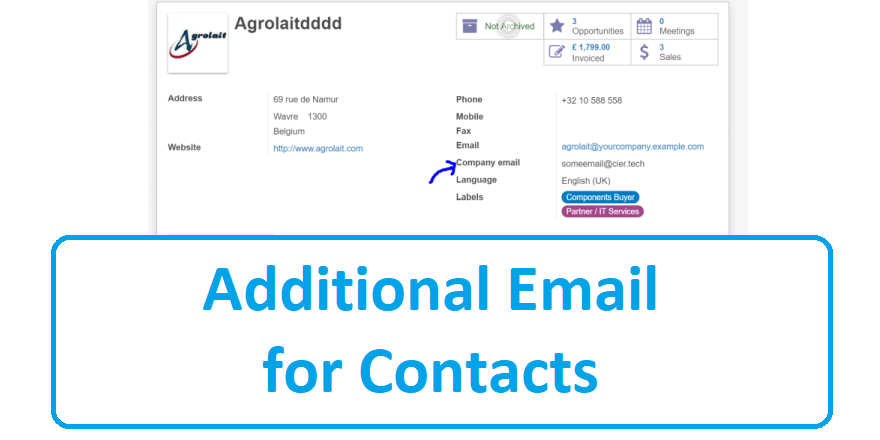 Agrolait
Agrolaitdddd
Not Archived
3
Opportunities
0
Meetings
£ 1,799.00
Invoiced
3
Sales
Address
69 rue de Namur
Wavre 1300
Belgium
Website
http://www.agrolait.com
Phone
+32 10 588 558
Mobile
Fax
Email
agrolait@yourcompany.example.com
Company email
someemail@cier.tech
Language
English (UK)
Labels
Components Buyer
Partner / IT Services
Additional Email
for Contacts